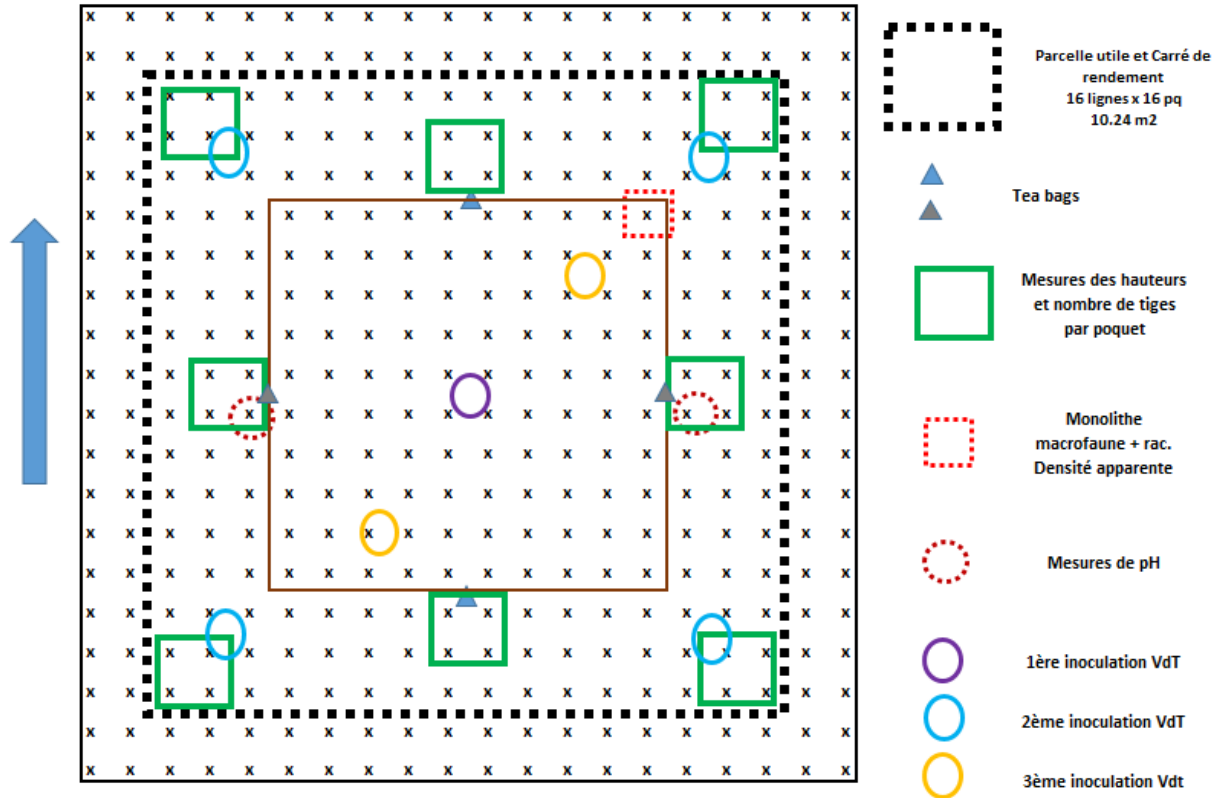 Parcelle utile et Carré de
rendement
16 lignes x 16 pq
10.24 m2
Tea bags
Mesures des hauteurs
et nombre de tiges
par poquet
Monolithe
macrofaune + rac.
Densité apparente
Mesures de pH
1ère inoculation VdT
2ème inoculation VdT
3ème inoculation Vdt